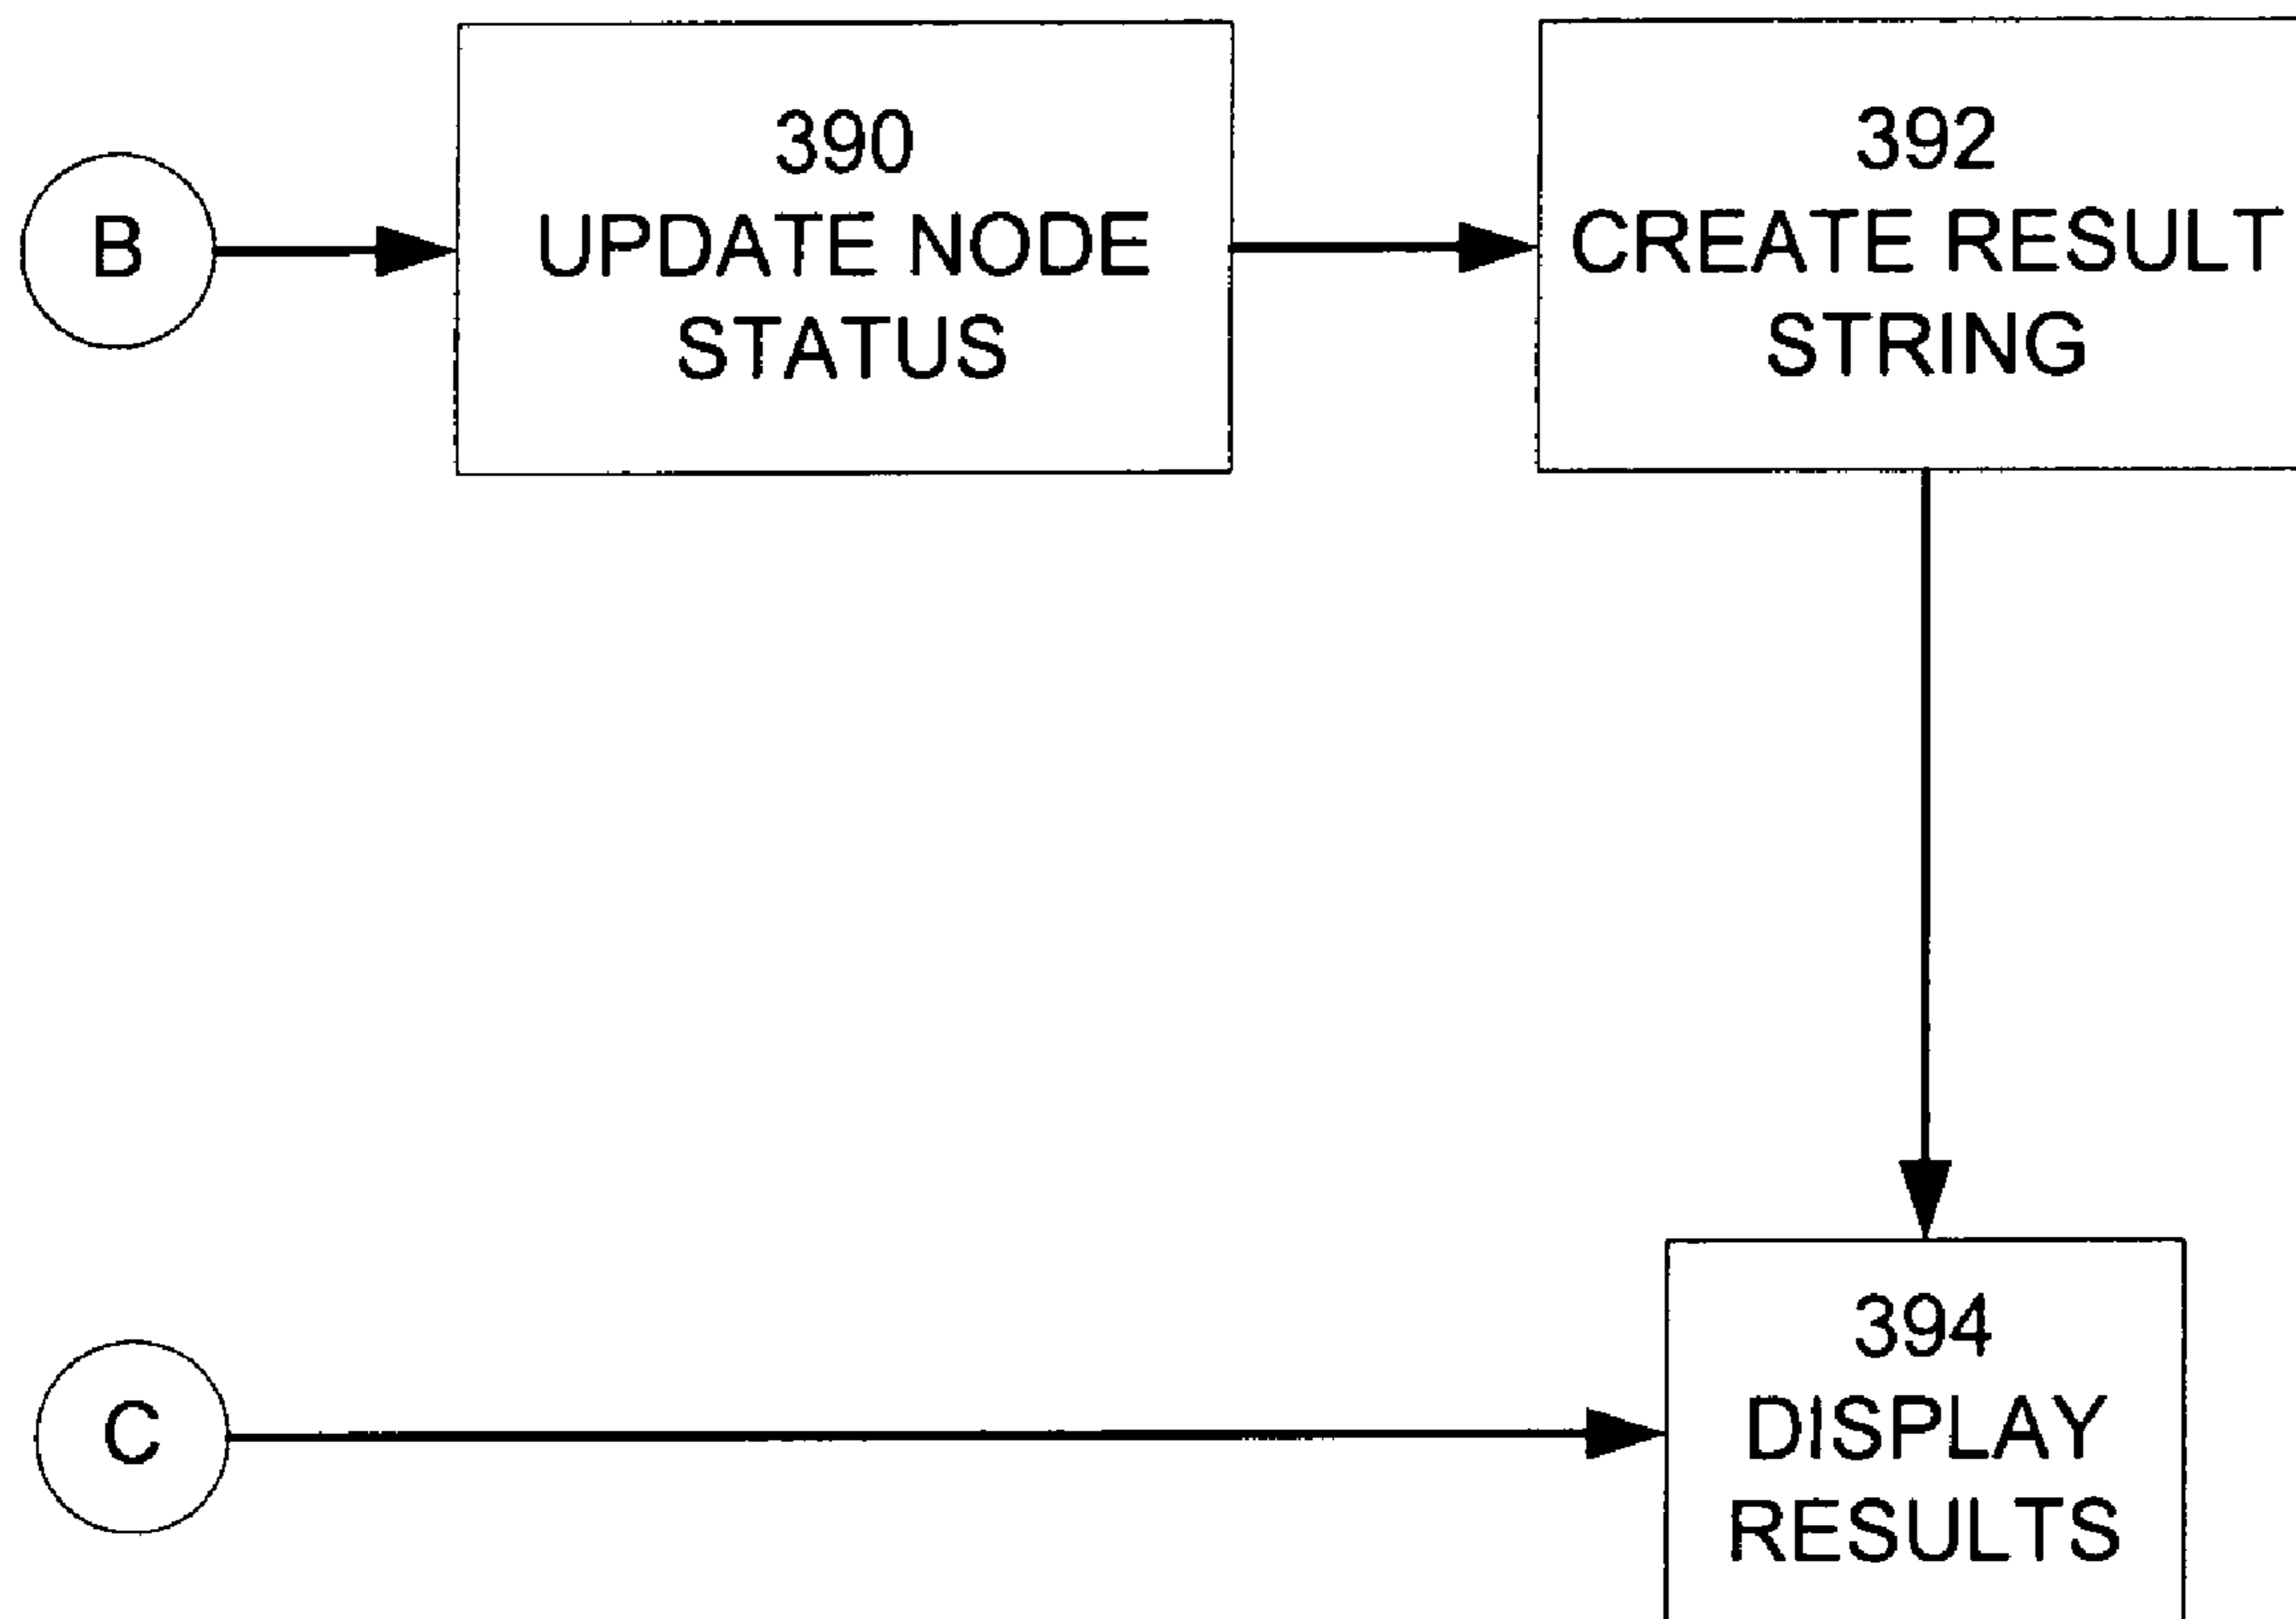 B
390
UPDATE NODE
STATUS
392
CREATE RESULT
STRING
C
394
DISPLAY
RESULTS